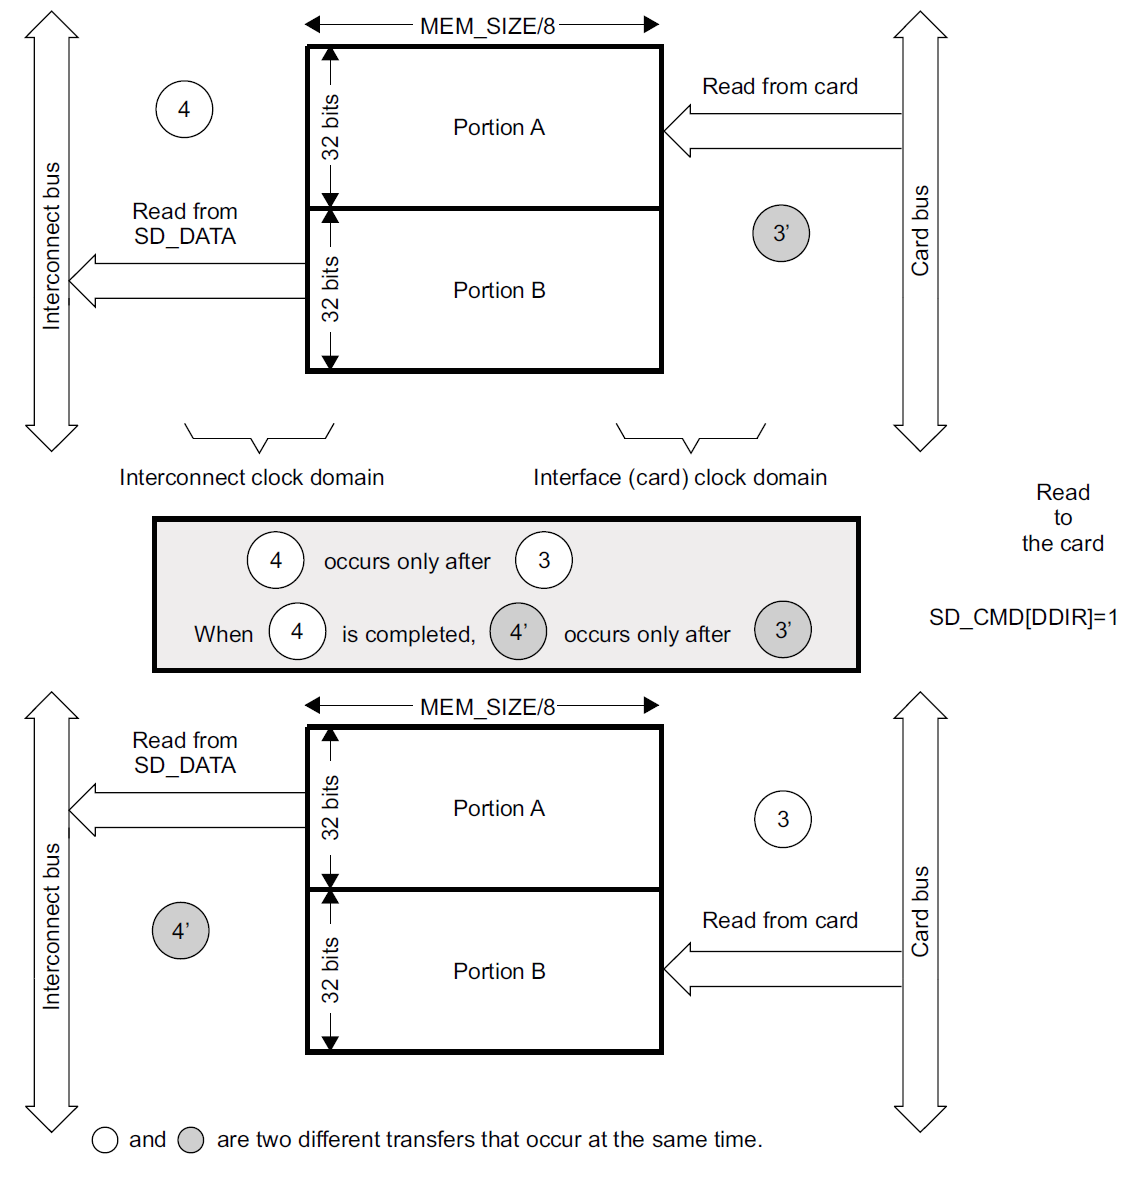 MEM_SIZE/8
4
32 bits
Portion A
Read from card
Interconnect bus
Read from
SD_DATA
3’
Card bus
32 bits
Portion B
Interconnect clock domain
Interface (card) clock domain
Read
to
the card
4 occurs only after 3
When 4 is completed, 4’ occurs only after 3’
SD_CMD[DDIR]=1
MEM_SIZE/8
Read from
SD_DATA
32 bits
Portion A
3
Interconnect bus
4’
Read from card
Card bus
32 bits
Portion B
and are two different transfers that occur at the same time.